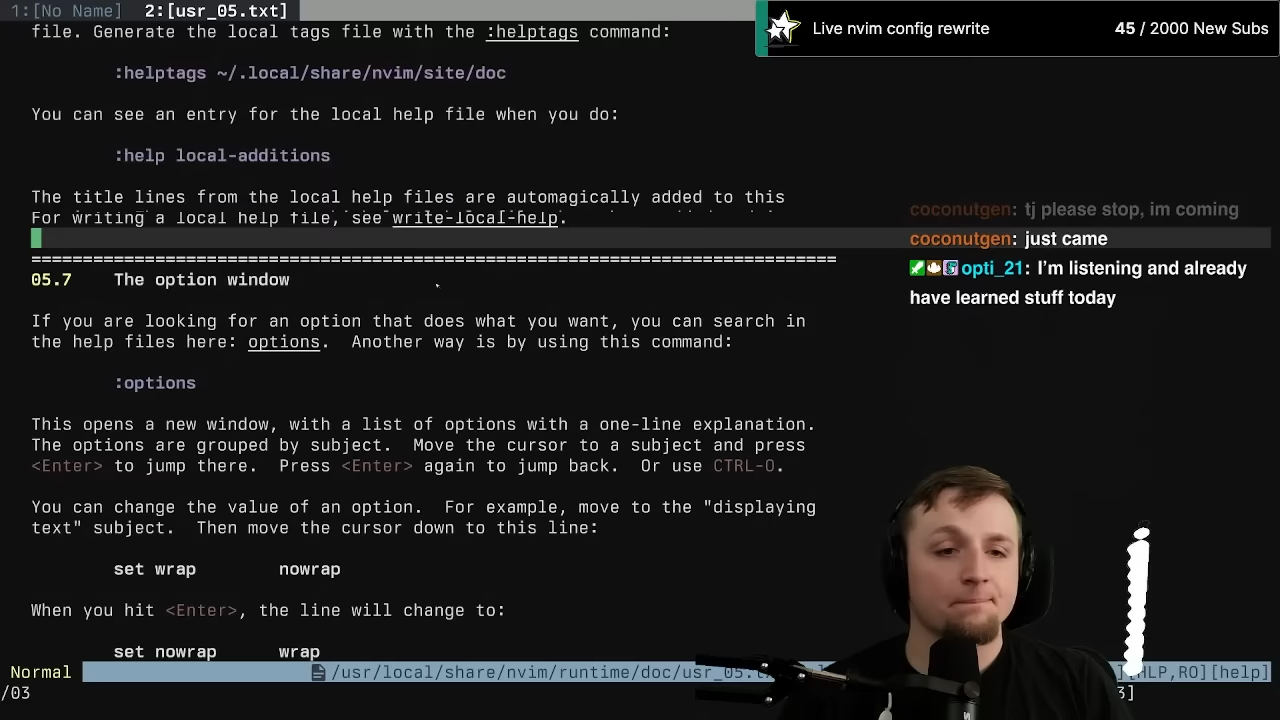 1:[No Name]  2:[usr_05.txt]
Live nvim config rewrite 45 / 2000 New Subs
file. Generate the local tags file with the :helptags command:
:helptags ~/.local/share/nvim/site/doc
You can see an entry for the local help file when you do:
:help local-additions
The title lines from the local help files are automagically added to this
For writing a local help file, see write-local-help.
================================================================================
05.7 The option window
If you are looking for an option that does what you want, you can search in
the help files here: options.  Another way is by using this command:
:options
This opens a new window, with a list of options with a one-line explanation.
The options are grouped by subject.  Move the cursor to a subject and press
<Enter> to jump there.  Press <Enter> again to jump back.  Or use CTRL-O.
You can change the value of an option.  For example, move to the "displaying
text" subject.  Then move the cursor down to this line:
set wrap nowrap
When you hit <Enter>, the line will change to:
set nowrap wrap
coconutgen: tj please stop, im coming
coconutgen: just came
opti_21: I'm listening and already
have learned stuff today
Normal /usr/local/share/nvim/runtime/doc/usr_05. [help]
/03